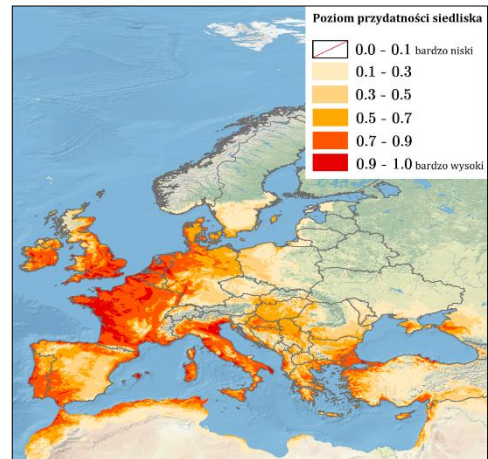 Poziom przydatności siedliska
0.0 – 0.1 bardzo niski
0.1 – 0.3
0.3 – 0.5
0.5 – 0.7
0.7 – 0.9
0.9 – 1.0 bardzo wysoki